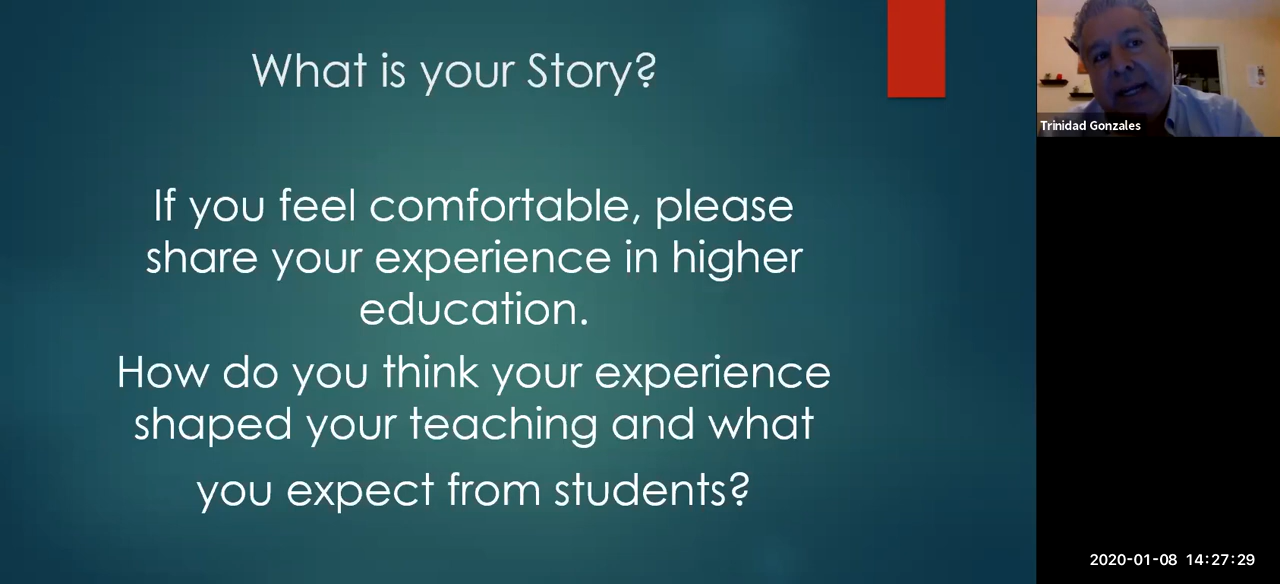 What is your Story?
If you feel comfortable, please
share your experience in higher
education.
How do you think your experience
shaped your teaching and what
you expect from students?
Trinidad Gonzales
2020-01-08 14:27:29